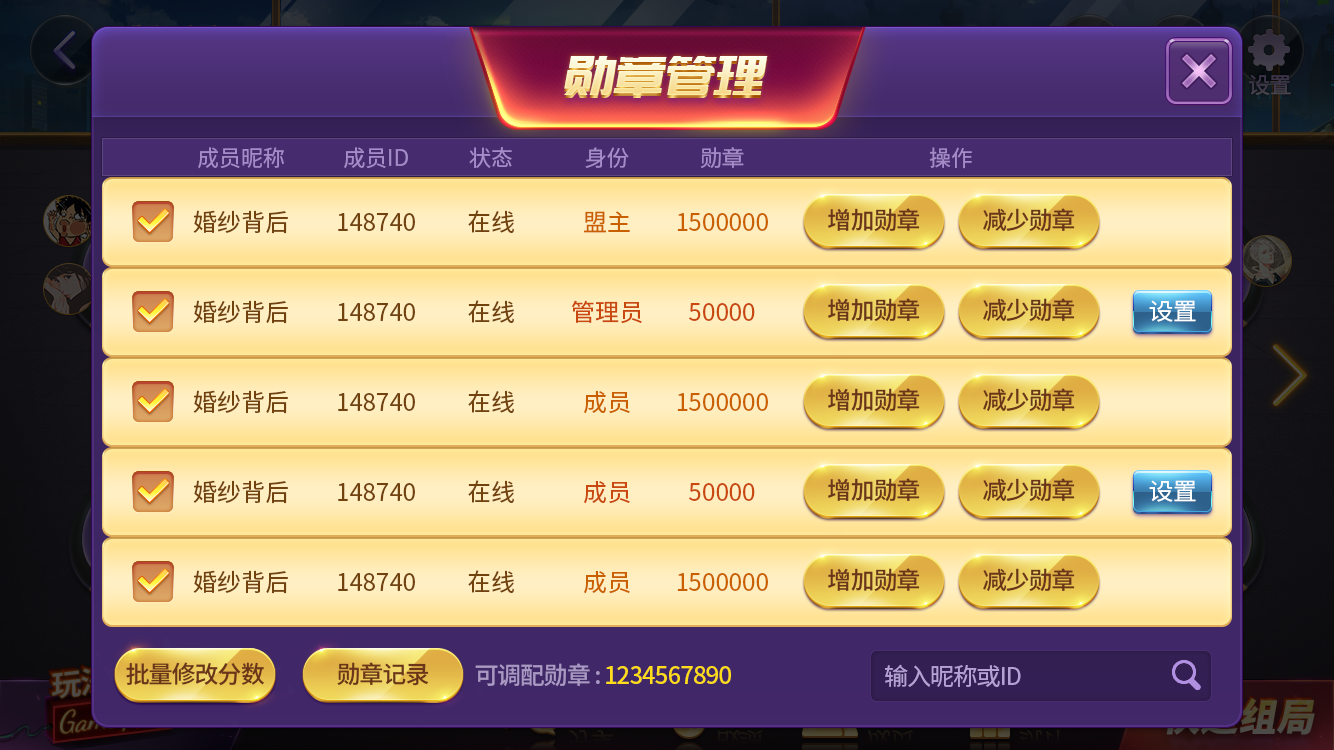 勋章管理
设置
成员昵称 成员ID 状态 身份 勋章 操作
婚纱背后 148740 在线 盟主 1500000 增加勋章 减少勋章
婚纱背后 148740 在线 管理员 50000 增加勋章 减少勋章 设置
婚纱背后 148740 在线 成员 1500000 增加勋章 减少勋章
婚纱背后 148740 在线 成员 50000 增加勋章 减少勋章 设置
婚纱背后 148740 在线 成员 1500000 增加勋章 减少勋章
批量修改分数 勋章记录 可调配勋章:1234567890 输入昵称或ID
玩
Gam
组局